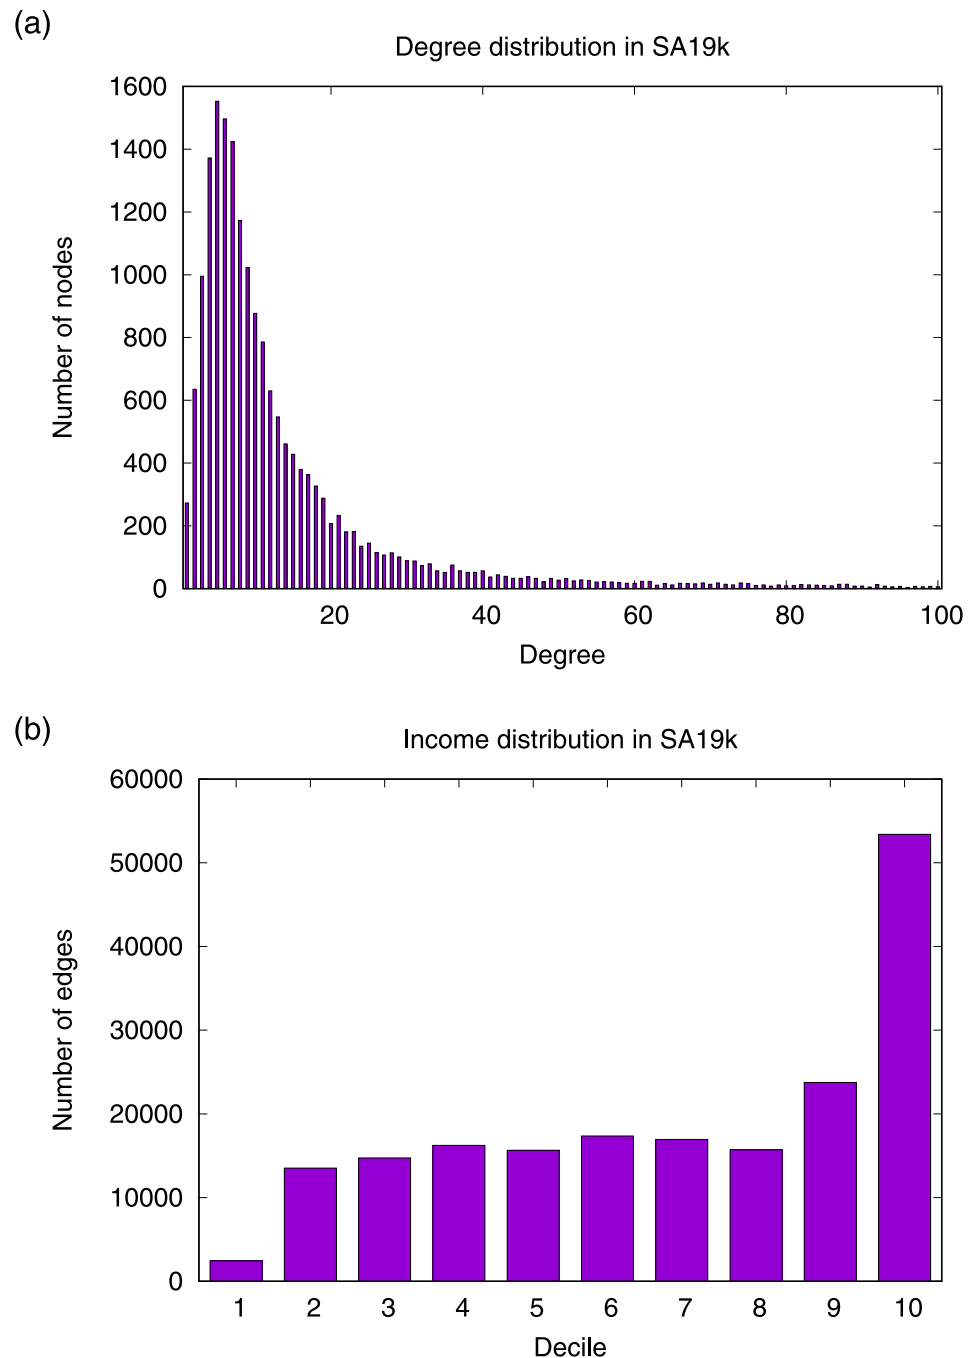 (a)
Degree distribution in SA19k
1600
1400
1200
1000
800
600
400
200
0
Number of nodes
20 40 60 80 100
Degree
(b)
Income distribution in SA19k
60000
50000
40000
30000
20000
10000
0
Number of edges
1 2 3 4 5 6 7 8 9 10
Decile